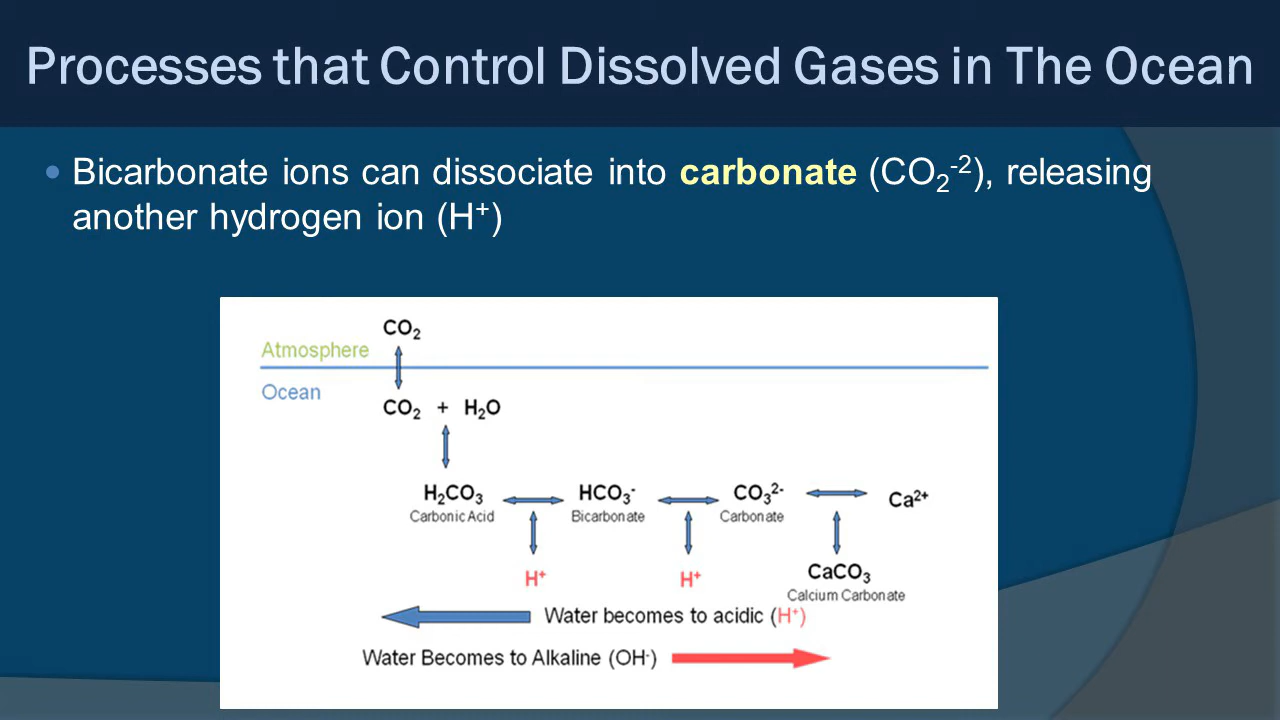 Processes that Control Dissolved Gases in The Ocean
• Bicarbonate ions can dissociate into carbonate (CO₂⁻²), releasing
another hydrogen ion (H⁺)
CO₂
Atmosphere
Ocean
CO₂ + H₂O
H₂CO₃ HCO₃⁻ CO₃²⁻ Ca²⁺
Carbonic Acid Bicarbonate Carbonate
H⁺ H⁺ CaCO₃
Calcium Carbonate
Water becomes to acidic (H⁺)
Water Becomes to Alkaline (OH⁻)